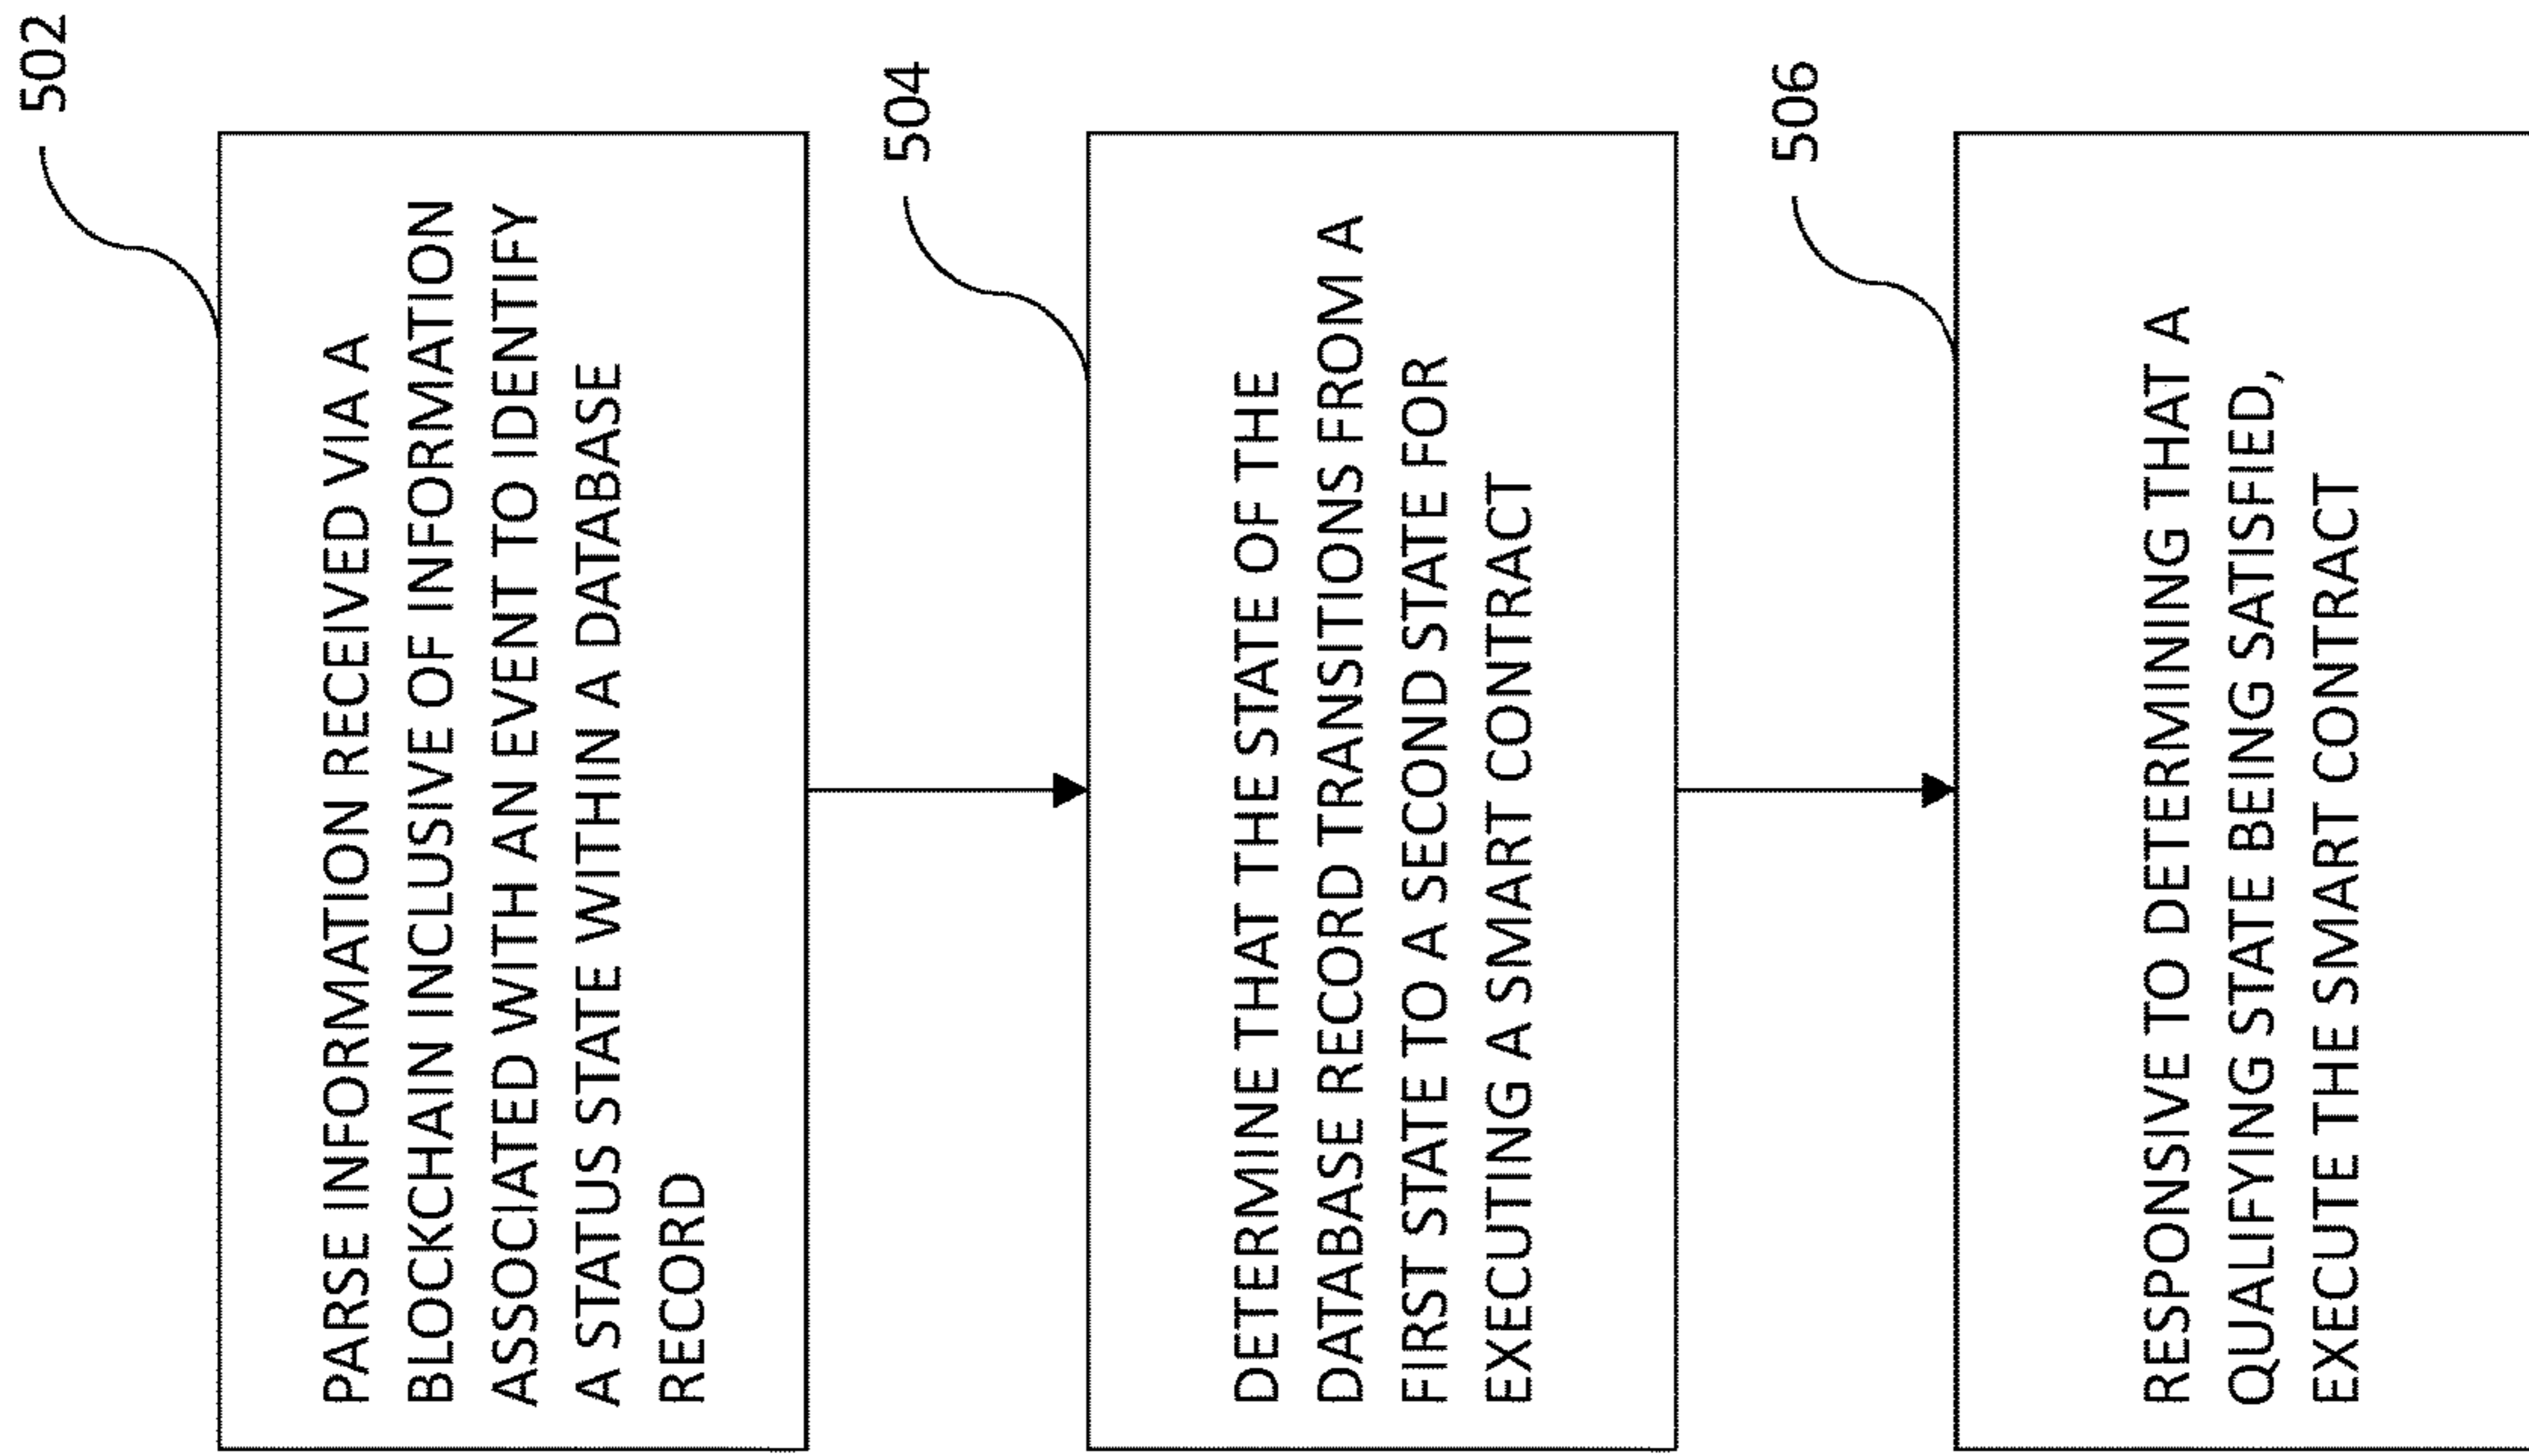 502
PARSE INFORMATION RECEIVED VIA A
BLOCKCHAIN INCLUSIVE OF INFORMATION
ASSOCIATED WITH AN EVENT TO IDENTIFY
A STATUS STATE WITHIN A DATABASE
RECORD
504
DETERMINE THAT THE STATE OF THE
DATABASE RECORD TRANSITIONS FROM A
FIRST STATE TO A SECOND STATE FOR
EXECUTING A SMART CONTRACT
506
RESPONSIVE TO DETERMINING THAT A
QUALIFYING STATE BEING SATISFIED,
EXECUTE THE SMART CONTRACT